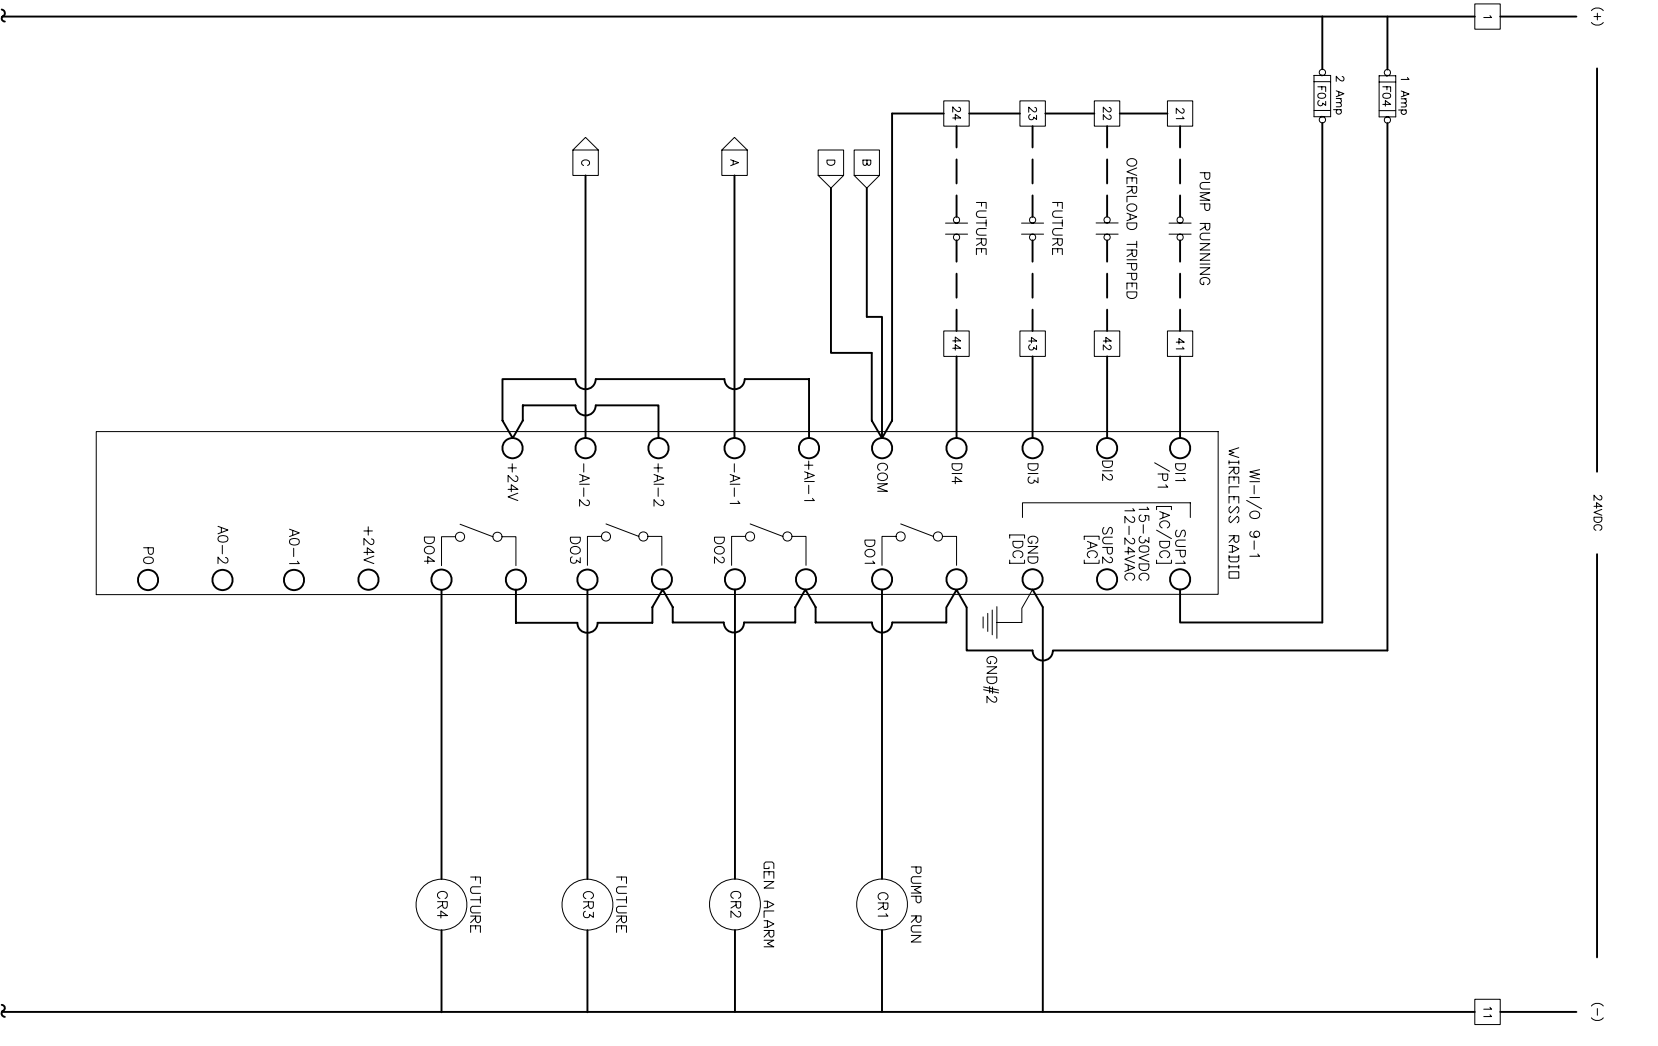 (+)
24VDC
(-)
1
11
1 Amp
F04
2 Amp
F03
21
PUMP RUNNING
41
22
OVERLOAD TRIPPED
42
23
FUTURE
43
24
FUTURE
44
B
D
A
C
WI-I/O 9-1
WIRELESS RADIO
DI1
/P1
DI2
DI3
DI4
COM
+AI-1
-AI-1
+AI-2
-AI-2
+24V
SUP1
[AC/DC]
15-30VDC
12-24VAC
SUP2
[AC]
GND
[DC]
DO1
DO2
DO3
DO4
+24V
AO-1
AO-2
PO
GND#2
PUMP RUN
CR1
GEN ALARM
CR2
FUTURE
CR3
FUTURE
CR4